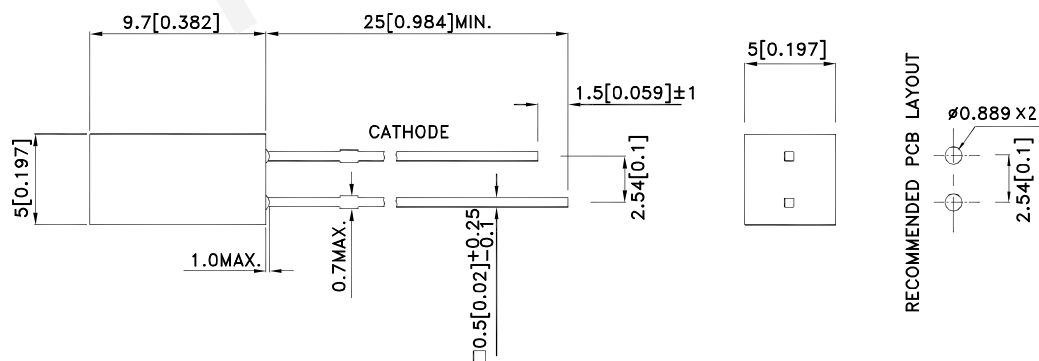 9.7[0.382]
25[0.984]MIN.
1.5[0.059]±1
CATHODE
5[0.197]
2.54[0.1]
1.0MAX.
0.7MAX.
□0.5[0.02]+0.25
-0.1
5[0.197]
RECOMMENDED PCB LAYOUT
ø0.889×2
2.54[0.1]